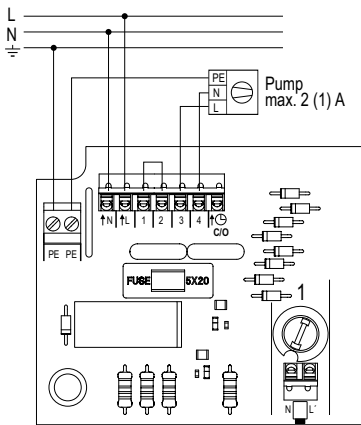 L
N
PE
N
L
Pump
max. 2 (1) A
N L 1 2 3 4
C/O
PE PE
FUSE 5X20
1
N L'